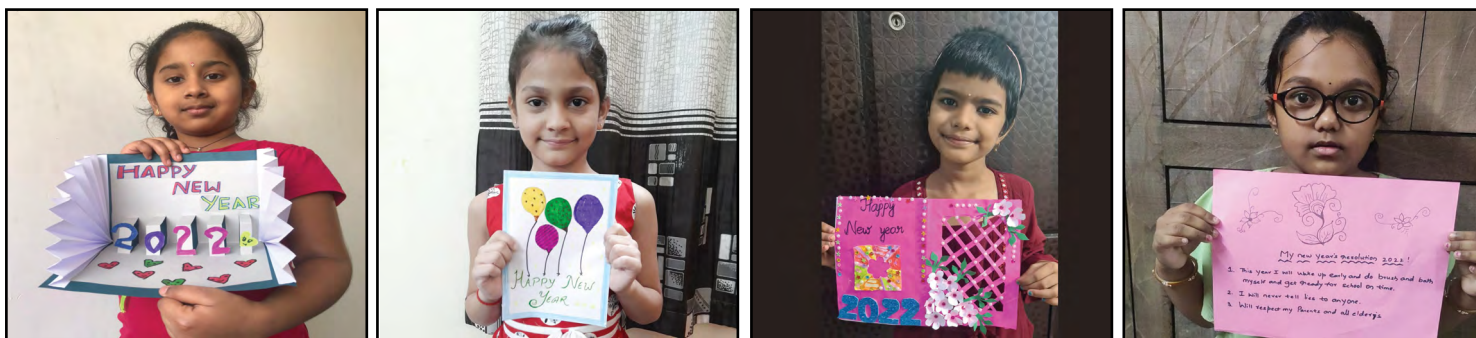 HAPPY
NEW
YEAR
2022!
HAPPY NEW
YEAR
Happy
New year
2022
My new year's Resolution 2022!
1. This year I will wake up early and do brush and bath
myself and get ready for school on time.
2. I will never tell lie to anyone.
3. Will respect my Parents and all elderys